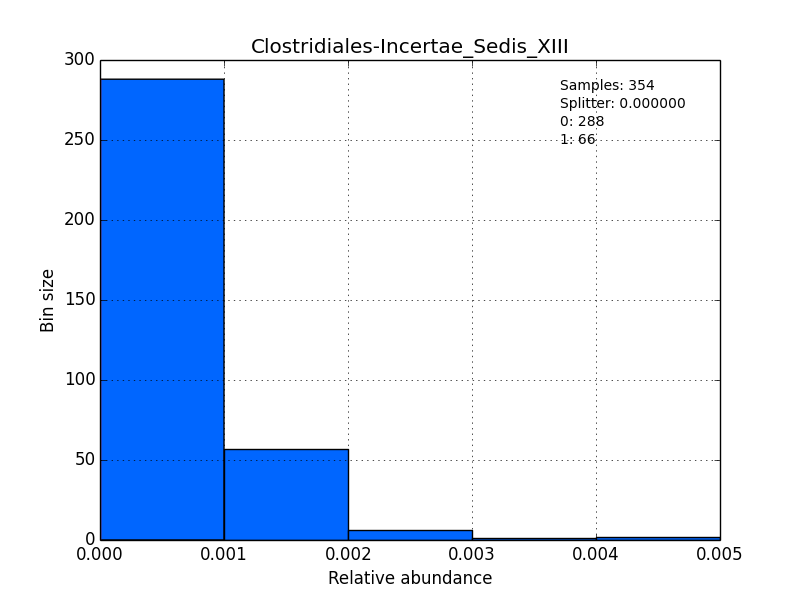 Clostridiales-Incertae_Sedis_XIII
Samples: 354
Splitter: 0.000000
0: 288
1: 66
300
250
200
150
100
50
0
Bin size
0.000 0.001 0.002 0.003 0.004 0.005
Relative abundance